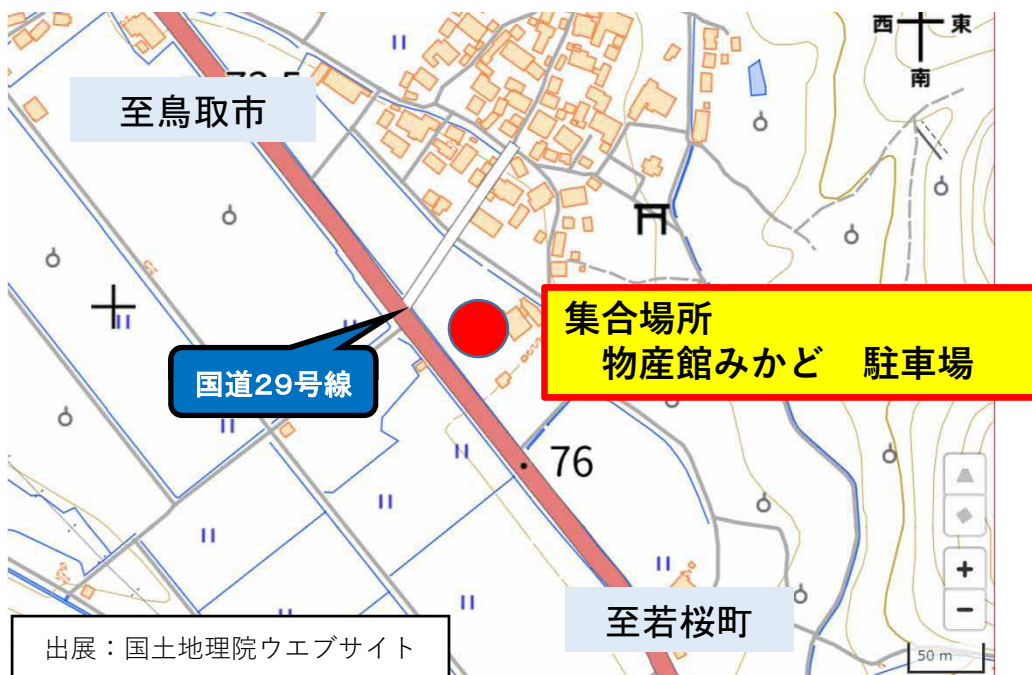 西 東
南
至鳥取市
集合場所
物産館みかど 駐車場
国道29号線
76
至若桜町
出展：国土地理院ウエブサイト
50 m